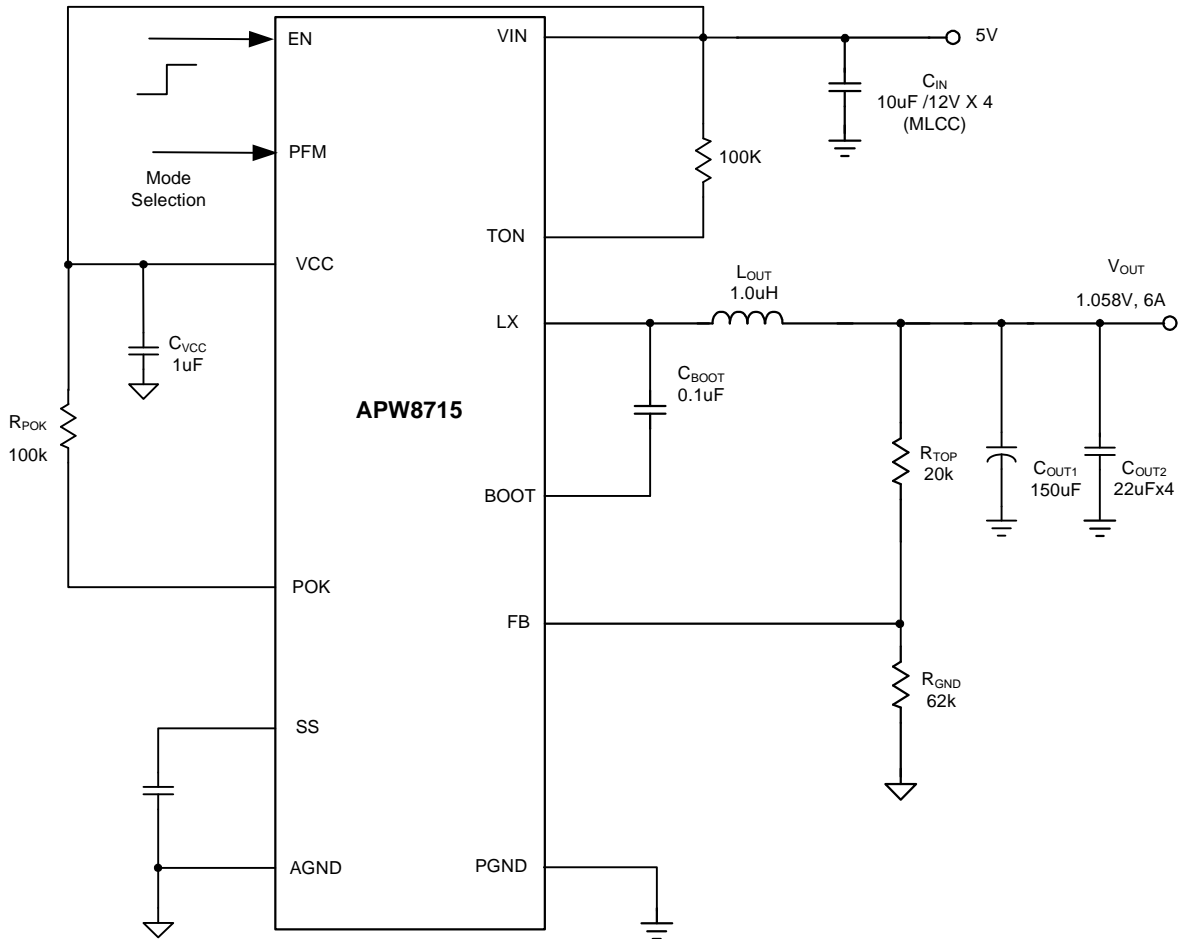 EN
VIN
5V
CIN
10uF /12V X 4
(MLCC)
PFM
Mode
Selection
100K
TON
VCC
LOUT
1.0uH
VOUT
1.058V, 6A
LX
CVCC
1uF
CBOOT
0.1uF
APW8715
RPOK
100k
RTOP
20k
COUT1
150uF
COUT2
22uFx4
BOOT
POK
FB
RGND
62k
SS
AGND
PGND